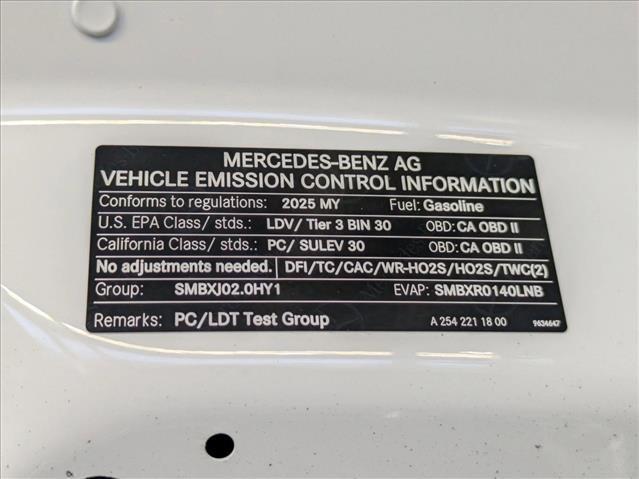 MERCEDES-BENZ AG
VEHICLE EMISSION CONTROL INFORMATION
Conforms to regulations: 2025 MY Fuel: Gasoline
U.S. EPA Class/ stds.: LDV/ Tier 3 BIN 30 OBD: CA OBD II
California Class/ stds.: PC/ SULEV 30 OBD: CA OBD II
No adjustments needed. DFI/TC/CAC/WR-HO2S/HO2S/TWC(2)
Group: SMBXJ02.0HY1 EVAP: SMBXR0140LNB
Remarks: PC/LDT Test Group A 254 221 18 00 9634647